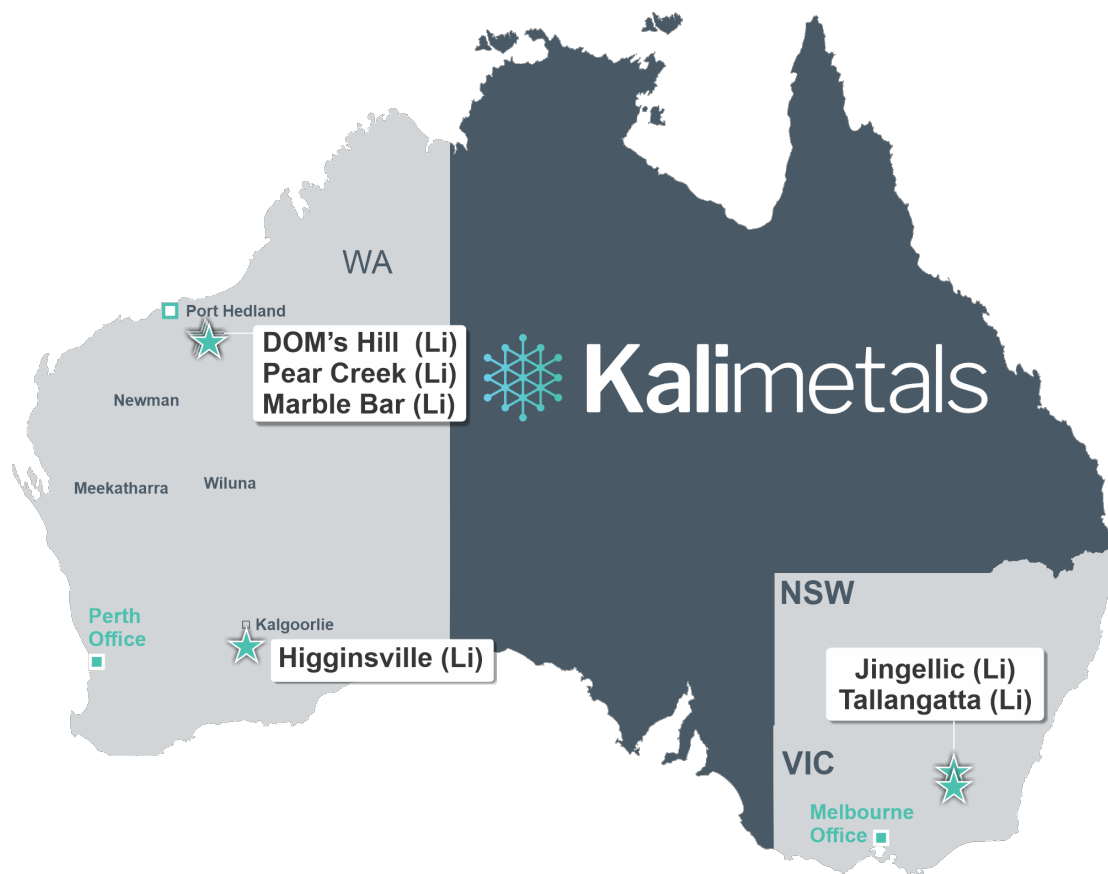 WA
Port Hedland
DOM's Hill (Li)
Pear Creek (Li)
Marble Bar (Li)
Kalimetals
Newman
Meekatharra
Wiluna
Perth
Office
Kalgoorlie
Higginsville (Li)
NSW
Jingellic (Li)
Tallangatta (Li)
VIC
Melbourne
Office